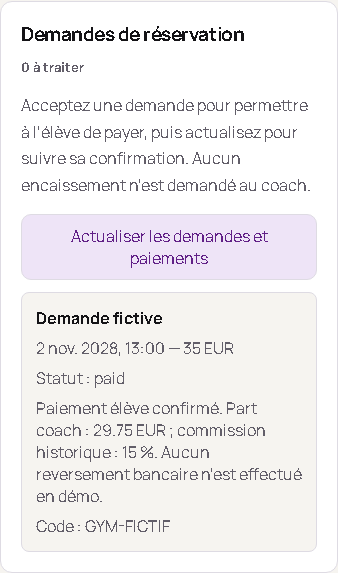 Demandes de réservation
0 à traiter
Acceptez une demande pour permettre
à l'élève de payer, puis actualisez pour
suivre sa confirmation. Aucun
encaissement n'est demandé au coach.
Actualiser les demandes et
paiements
Demande fictive
2 nov. 2028, 13:00 — 35 EUR
Statut : paid
Paiement élève confirmé. Part
coach : 29.75 EUR ; commission
historique : 15 %. Aucun
reversement bancaire n'est effectué
en démo.
Code : GYM-FICTIF